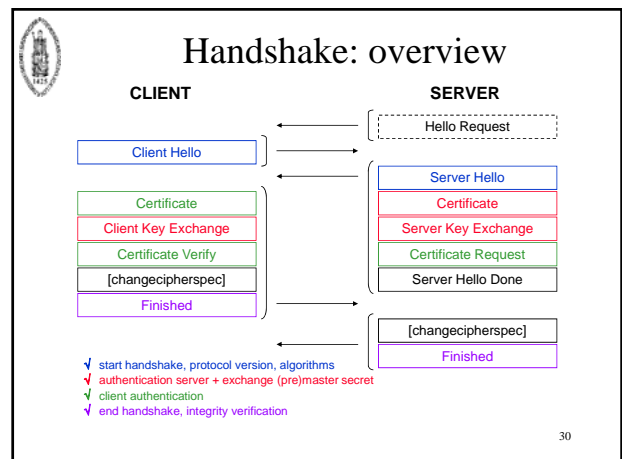 Handshake: overview
CLIENT
SERVER
Hello Request
Client Hello
Server Hello
Certificate
Certificate
Client Key Exchange
Server Key Exchange
Certificate Verify
Certificate Request
[changecipherspec]
Server Hello Done
Finished
[changecipherspec]
Finished
√ start handshake, protocol version, algorithms
√ authentication server + exchange (pre)master secret
√ client authentication
√ end handshake, integrity verification
30
1425